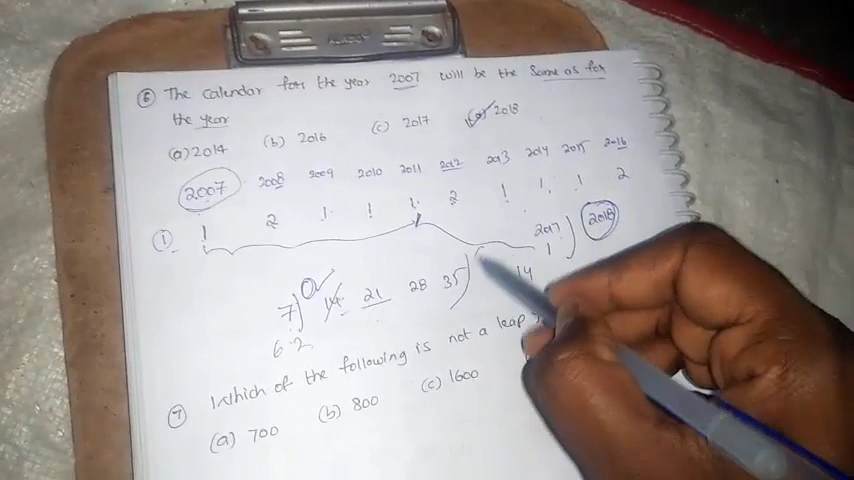 ⑥ The Calendar for the year 2007 will be the Same as for
the year
(a) 2014 (b) 2016 (c) 2017 (d) 2018
2007 2008 2009 2010 2011 2012 2013 2014 2015 2016
① 1 2 1 1 1 2 1 1 1 2
2017 2018
1
7) 0 14 21 28 35 14
6 2
⑦ Which of the following is not a leap
(a) 700 (b) 800 (c) 1600